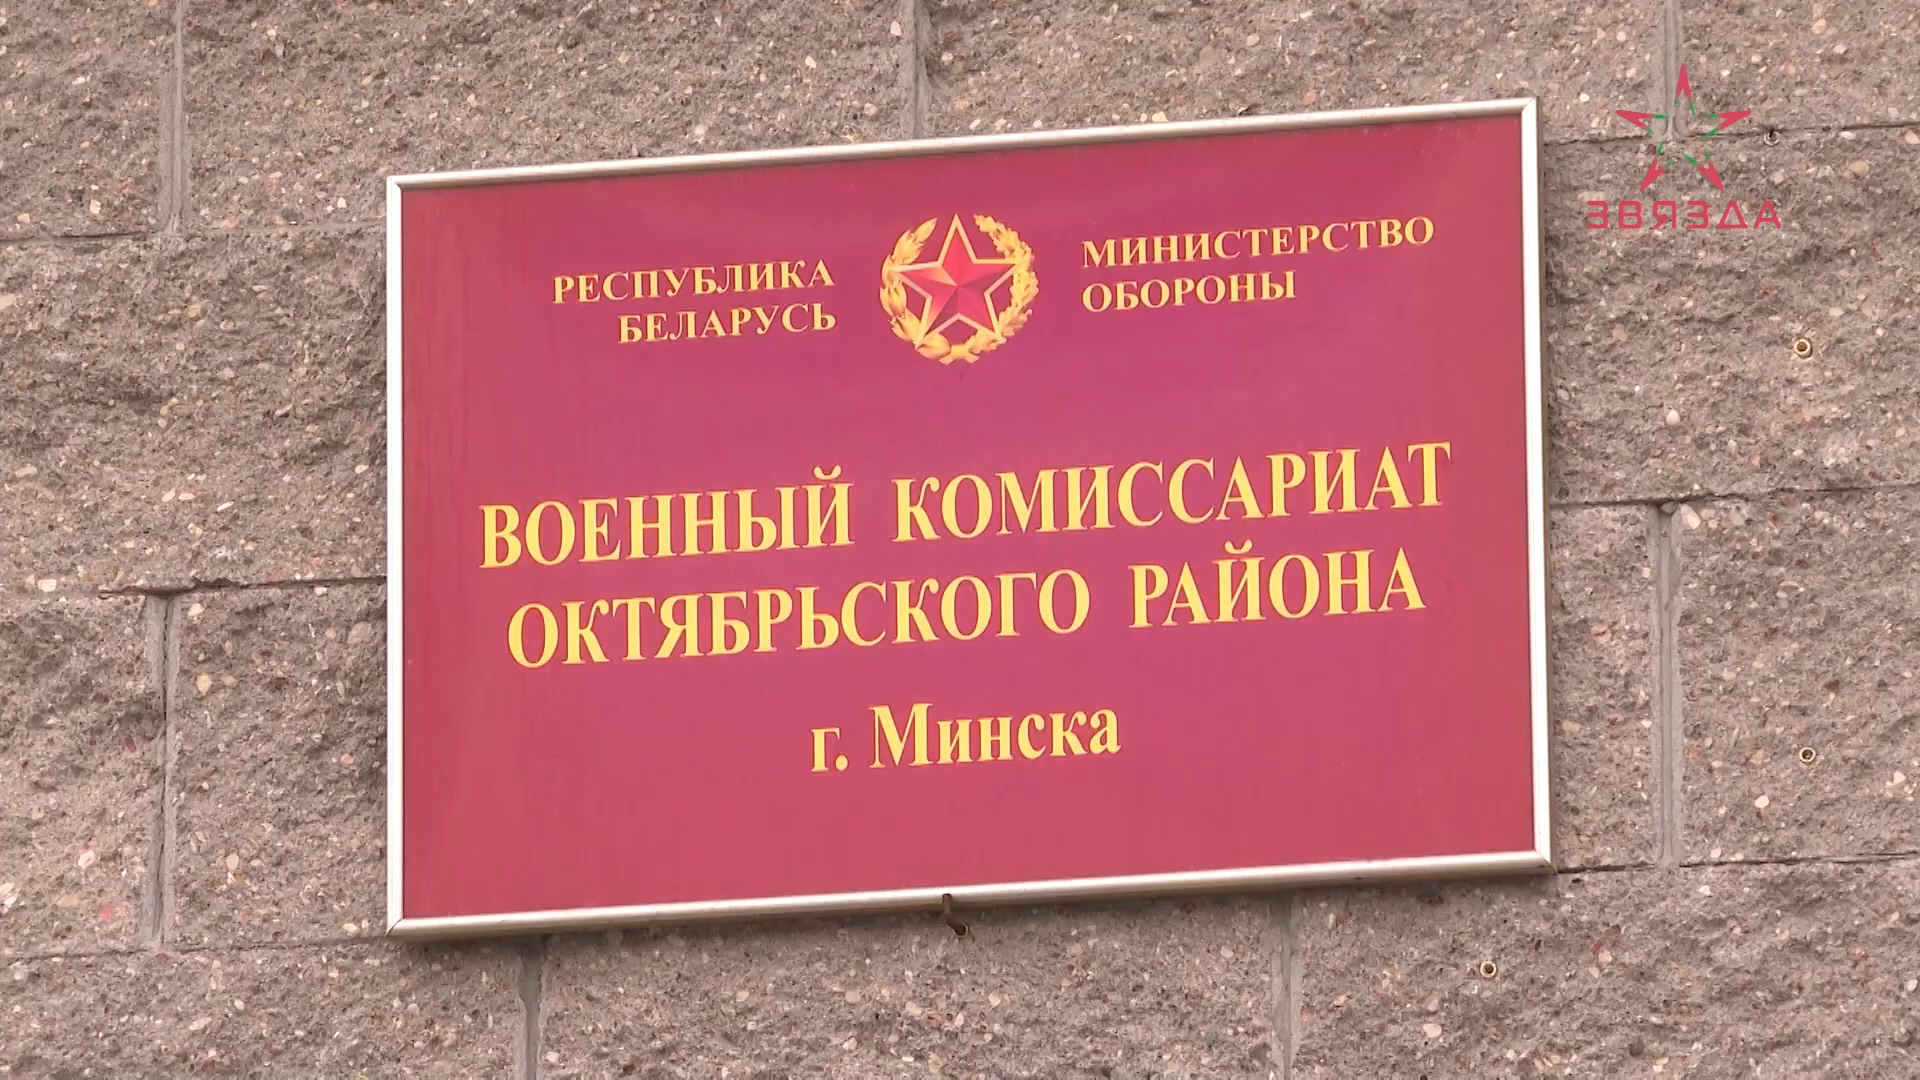 ЗВЯЗДА
РЕСПУБЛИКА
БЕЛАРУСЬ
МИНИСТЕРСТВО
ОБОРОНЫ
ВОЕННЫЙ КОМИССАРИАТ
ОКТЯБРЬСКОГО РАЙОНА
г. Минска